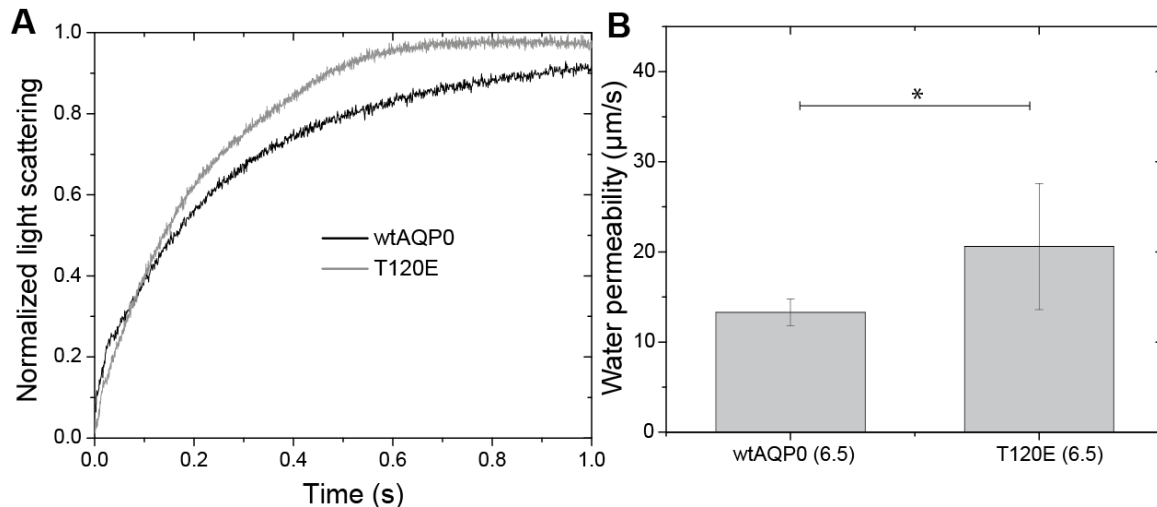 A
Normalized light scattering
1.0
0.8
0.6
0.4
0.2
0.0
wtAQP0
T120E
0.0 0.2 0.4 0.6 0.8 1.0
Time (s)
B
Water permeability (µm/s)
40
30
20
10
0
*
wtAQP0 (6.5) T120E (6.5)